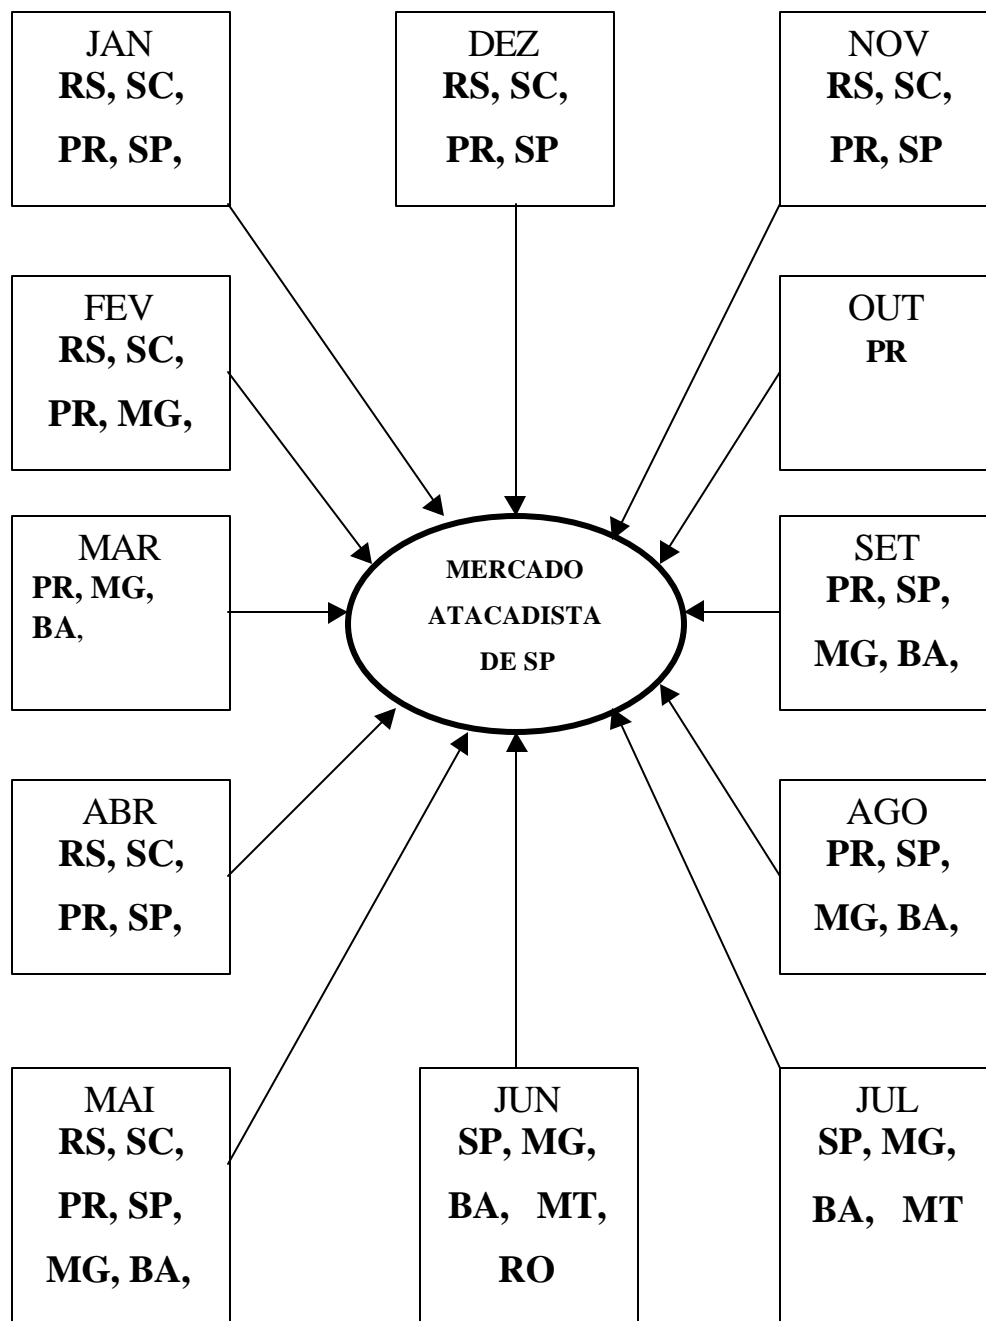 JAN
RS, SC,
PR, SP,
DEZ
RS, SC,
PR, SP
NOV
RS, SC,
PR, SP
FEV
RS, SC,
PR, MG,
OUT
PR
MAR
PR, MG,
BA,
MERCADO
ATACADISTA
DE SP
SET
PR, SP,
MG, BA,
ABR
RS, SC,
PR, SP,
AGO
PR, SP,
MG, BA,
MAI
RS, SC,
PR, SP,
MG, BA,
JUN
SP, MG,
BA, MT,
RO
JUL
SP, MG,
BA, MT